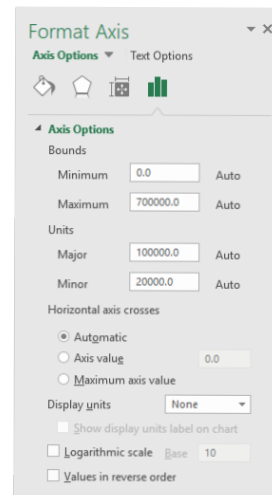 Format Axis
Axis Options Text Options
Axis Options
Bounds
Minimum 0.0 Auto
Maximum 700000.0 Auto
Units
Major 100000.0 Auto
Minor 20000.0 Auto
Horizontal axis crosses
Automatic
Axis value 0.0
Maximum axis value
Display units None
Show display units label on chart
Logarithmic scale Base 10
Values in reverse order